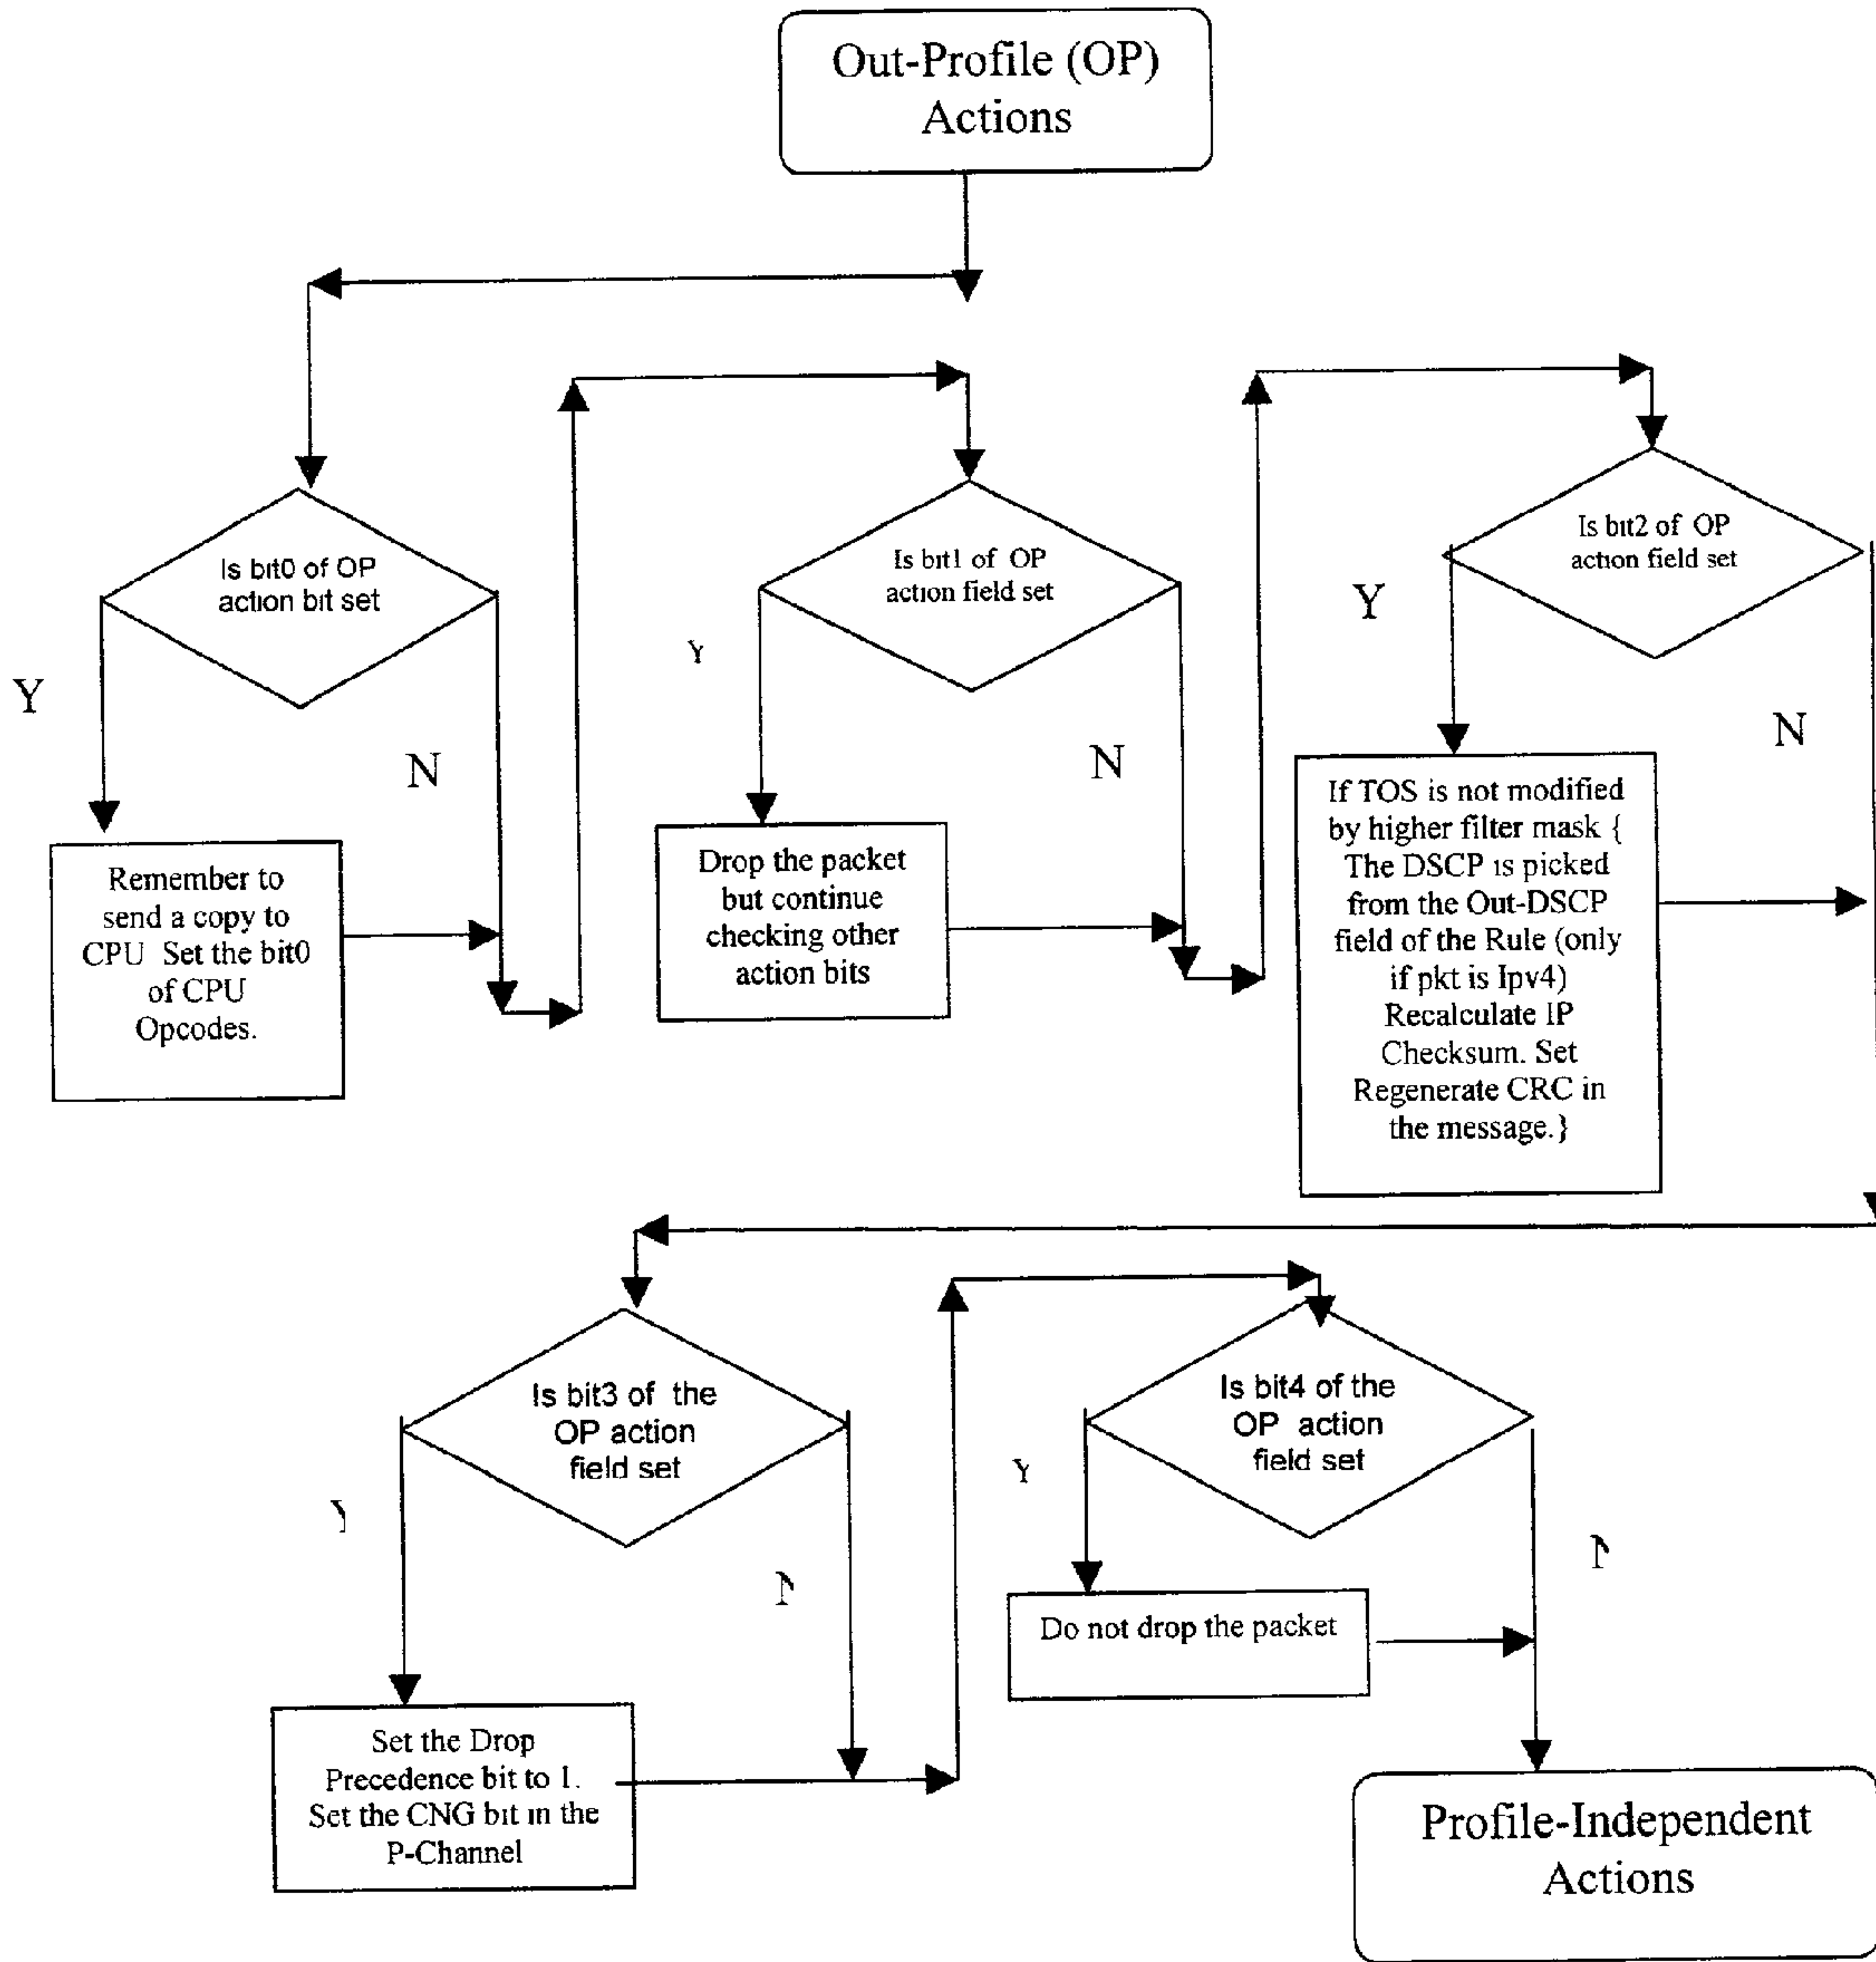 Out-Profile (OP)
Actions
Is bit0 of OP
action bit set
Is bit1 of OP
action field set
Is bit2 of OP
action field set
Y
N
Y
N
Y
N
Remember to
send a copy to
CPU Set the bit0
of CPU
Opcodes.
Drop the packet
but continue
checking other
action bits
If TOS is not modified
by higher filter mask {
The DSCP is picked
from the Out-DSCP
field of the Rule (only
if pkt is Ipv4)
Recalculate IP
Checksum. Set
Regenerate CRC in
the message.}
Is bit3 of the
OP action
field set
Is bit4 of the
OP action
field set
Y
N
Y
N
Set the Drop
Precedence bit to 1.
Set the CNG bit in the
P-Channel
Do not drop the packet
Profile-Independent
Actions